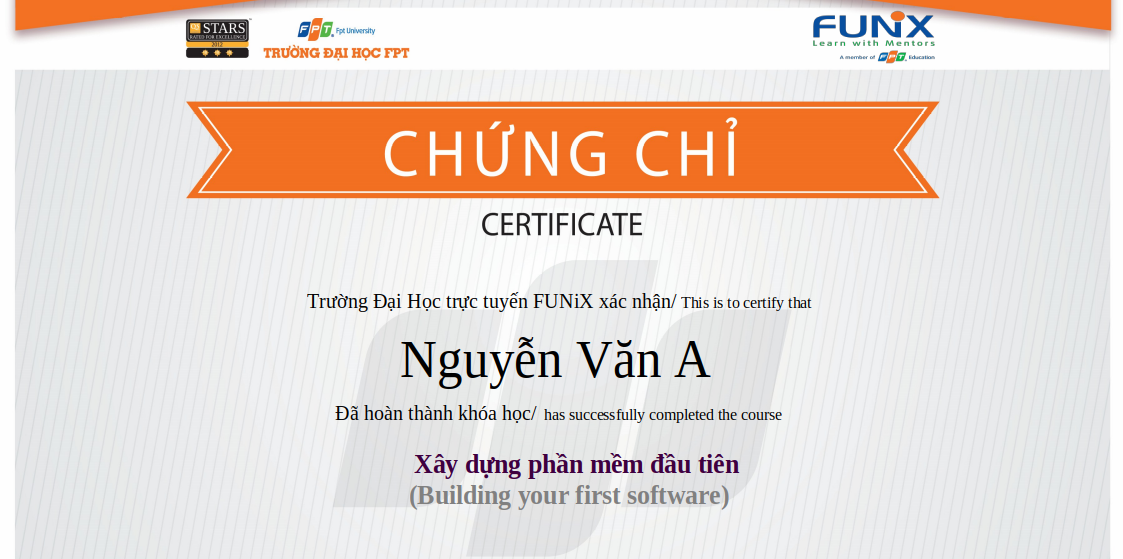 STARS
RATED FOR EXCELLENCE
2012
FPT Fpt University
TRƯỜNG ĐẠI HỌC FPT
FUNiX
Learn with Mentors
A member of FPT Education
CHỨNG CHỈ
CERTIFICATE
Trường Đại Học trực tuyến FUNiX xác nhận/ This is to certify that
Nguyễn Văn A
Đã hoàn thành khóa học/ has successfully completed the course
Xây dựng phần mềm đầu tiên
(Building your first software)